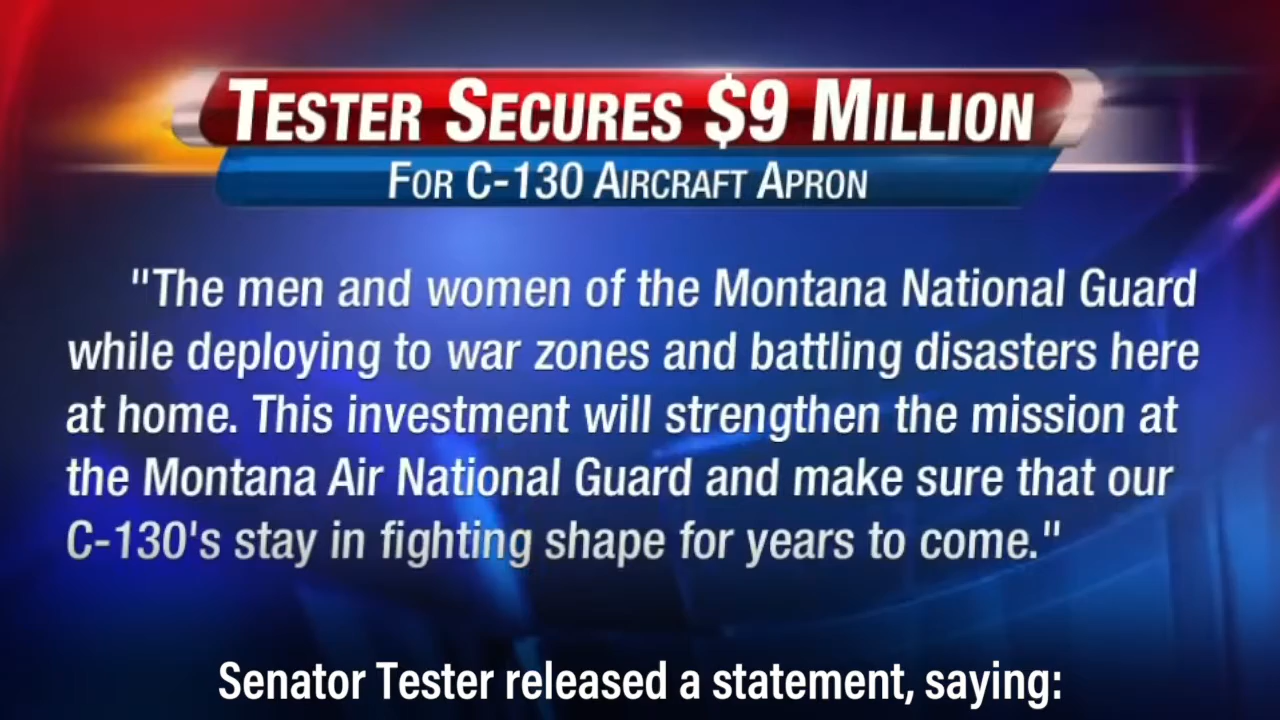 TESTER SECURES $9 MILLION
FOR C-130 AIRCRAFT APRON
"The men and women of the Montana National Guard
while deploying to war zones and battling disasters here
at home. This investment will strengthen the mission at
the Montana Air National Guard and make sure that our
C-130's stay in fighting shape for years to come."
Senator Tester released a statement, saying: